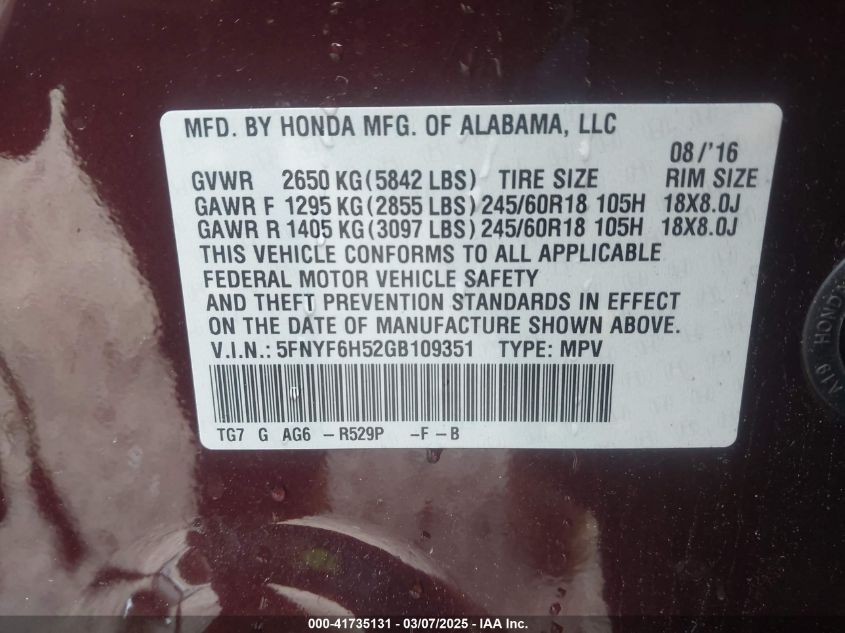 MFD. BY HONDA MFG. OF ALABAMA, LLC
08/'16
GVWR 2650 KG(5842 LBS) TIRE SIZE RIM SIZE
GAWR F 1295 KG(2855 LBS) 245/60R18 105H 18X8.0J
GAWR R 1405 KG(3097 LBS) 245/60R18 105H 18X8.0J
THIS VEHICLE CONFORMS TO ALL APPLICABLE
FEDERAL MOTOR VEHICLE SAFETY
AND THEFT PREVENTION STANDARDS IN EFFECT
ON THE DATE OF MANUFACTURE SHOWN ABOVE.
V.I.N.: 5FNYF6H52GB109351 TYPE: MPV
TG7 G AG6 -R529P -F-B
HONDA
000-41735131 - 03/07/2025 - IAA Inc.